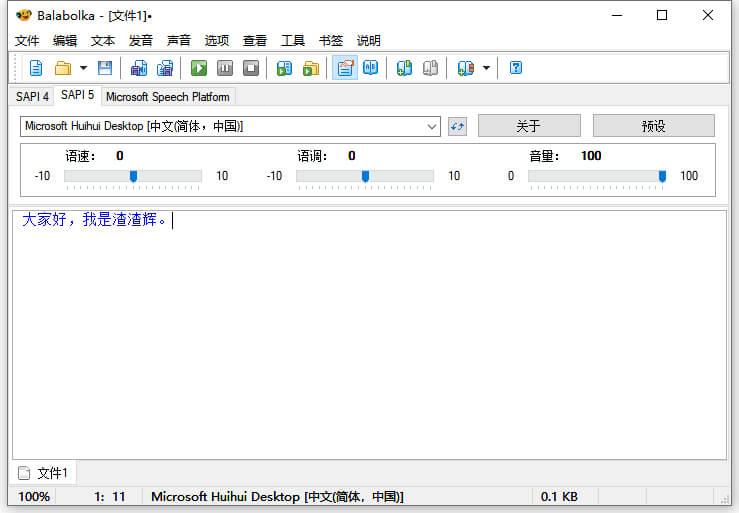 Balabolka - [文件1]•
文件 编辑 文本 发音 声音 选项 查看 工具 书签 说明
SAPI 4 SAPI 5 Microsoft Speech Platform
Microsoft Huihui Desktop [中文(简体，中国)] 关于 预设
语速： 0 语调： 0 音量： 100
-10 10 -10 10 0 100
大家好，我是渣渣辉。
文件1
100% 1: 11 Microsoft Huihui Desktop [中文(简体，中国)] 0.1 KB